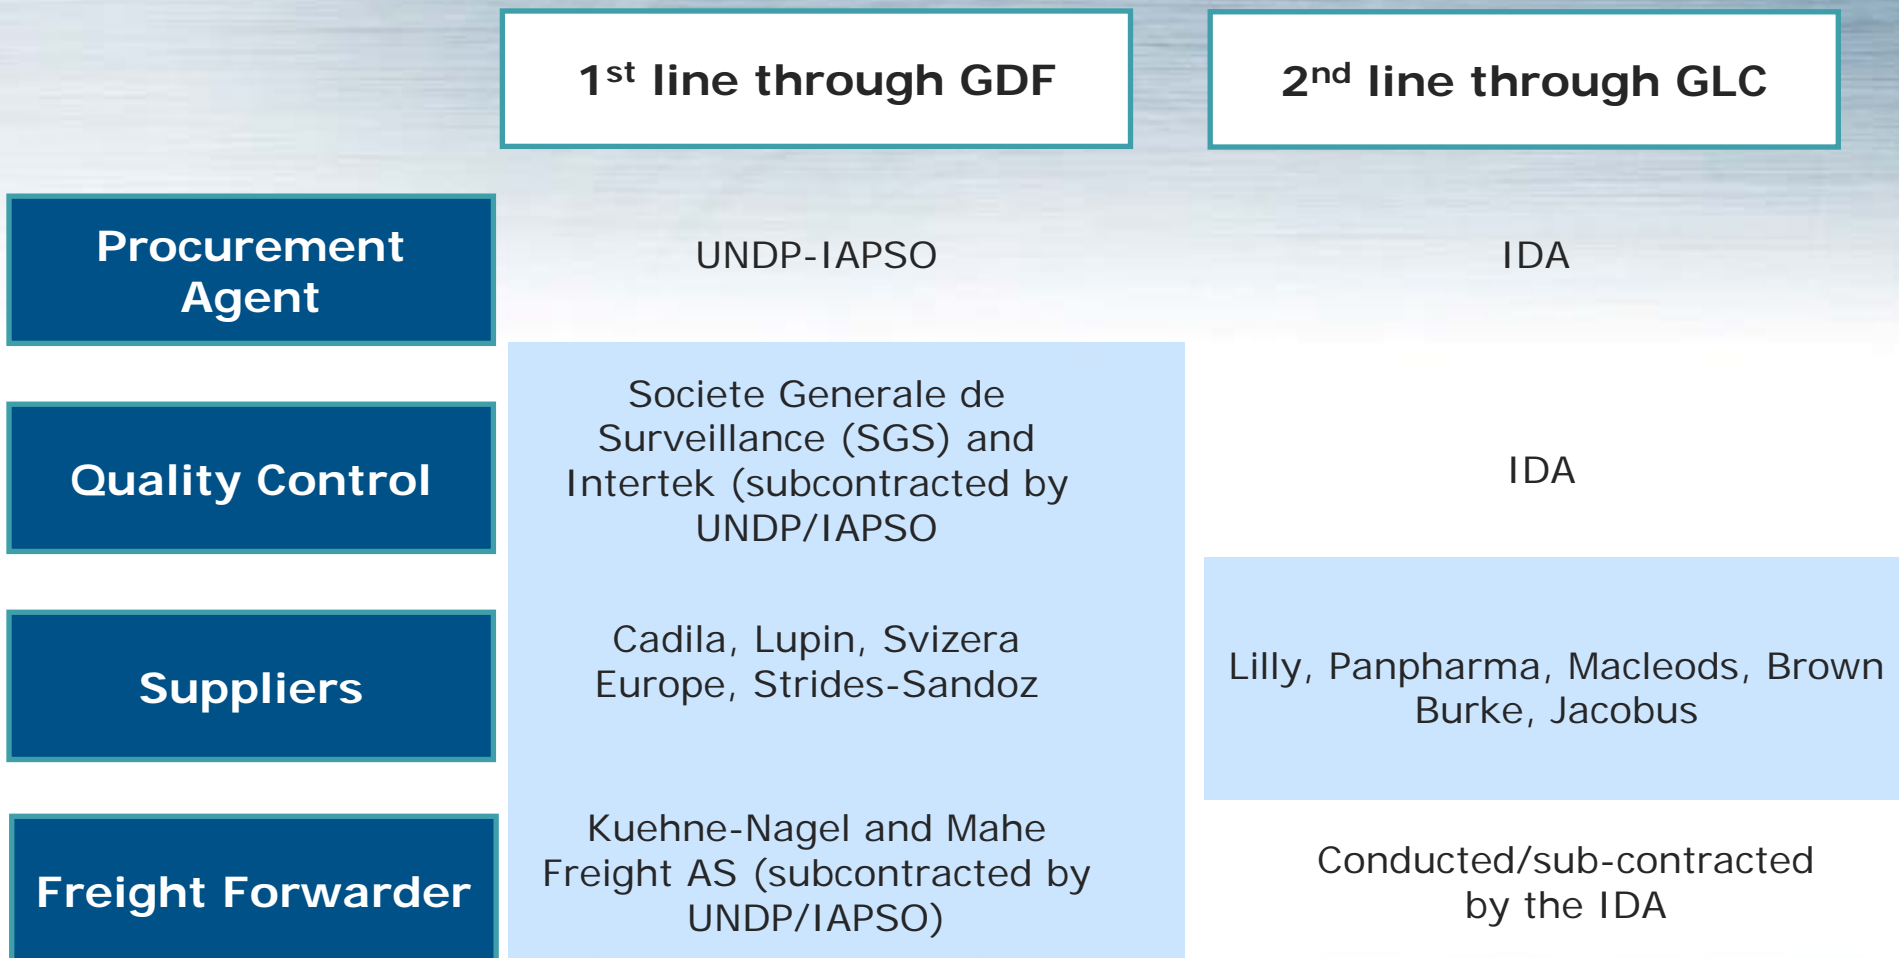 1st line through GDF
2nd line through GLC
Procurement
Agent
UNDP-IAPSO
IDA
Quality Control
Societe Generale de
Surveillance (SGS) and
Intertek (subcontracted by
UNDP/IAPSO
IDA
Suppliers
Cadila, Lupin, Svizera
Europe, Strides-Sandoz
Lilly, Panpharma, Macleods, Brown
Burke, Jacobus
Freight Forwarder
Kuehne-Nagel and Mahe
Freight AS (subcontracted by
UNDP/IAPSO)
Conducted/sub-contracted
by the IDA